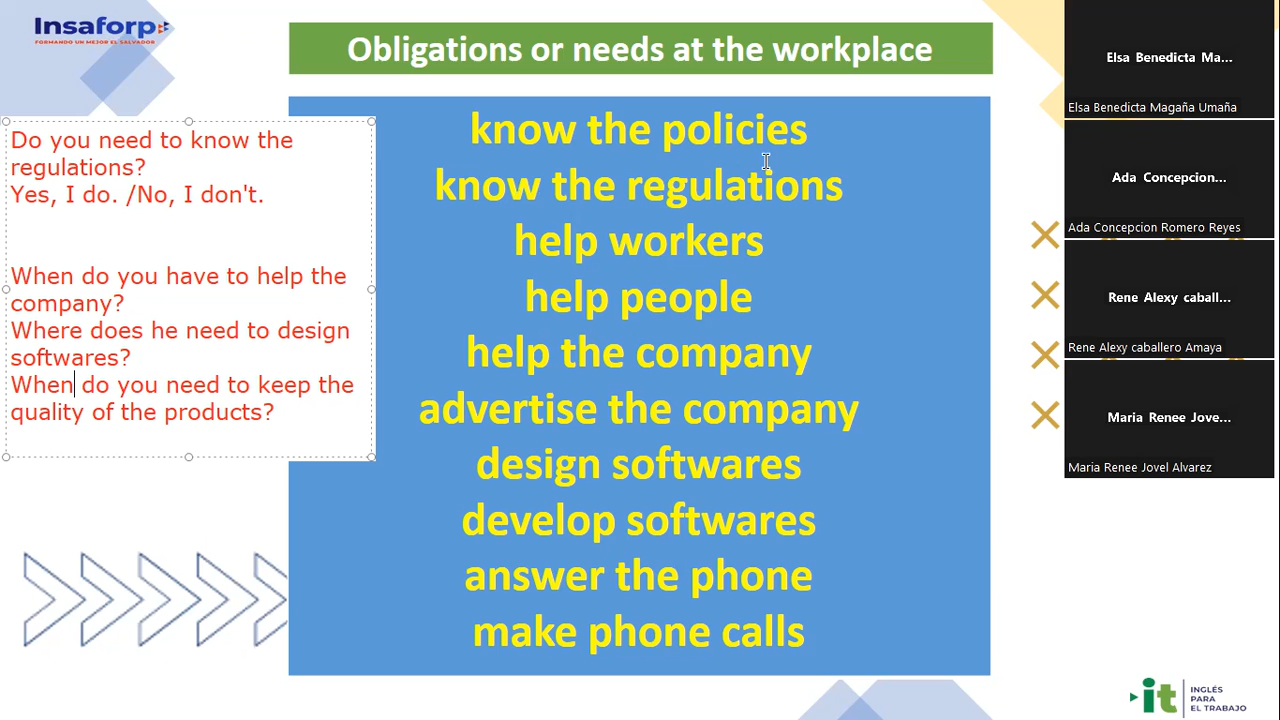 Insaforp
FORMANDO UN MEJOR EL SALVADOR
Obligations or needs at the workplace
Do you need to know the
regulations?
Yes, I do. /No, I don't.
When do you have to help the
company?
Where does he need to design
softwares?
When do you need to keep the
quality of the products?
know the policies
know the regulations
help workers
help people
help the company
advertise the company
design softwares
develop softwares
answer the phone
make phone calls
Elsa Benedicta Ma...
Elsa Benedicta Magaña Umaña
Ada Concepcion...
Ada Concepcion Romero Reyes
Rene Alexy caball...
Rene Alexy caballero Amaya
Maria Renee Jove...
Maria Renee Jovel Alvarez
it
INGLÉS
PARA
EL TRABAJO